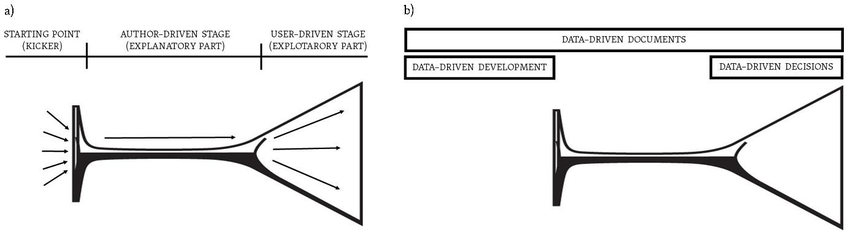 a)
STARTING POINT
(KICKER)
AUTHOR-DRIVEN STAGE
(EXPLANATORY PART)
USER-DRIVEN STAGE
(EXPLOTARORY PART)
b)
DATA-DRIVEN DOCUMENTS
DATA-DRIVEN DEVELOPMENT
DATA-DRIVEN DECISIONS